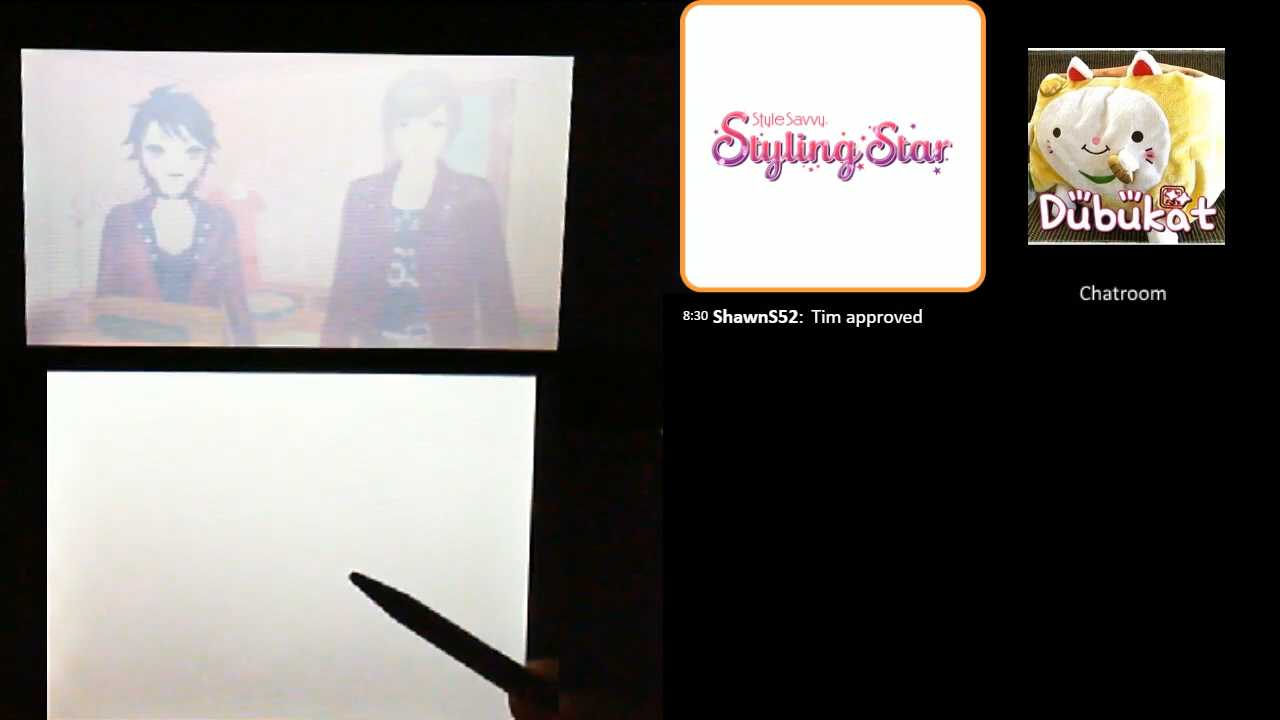 Style Savvy
Styling Star
Dubukat
Chatroom
8:30 ShawnS52: Tim approved